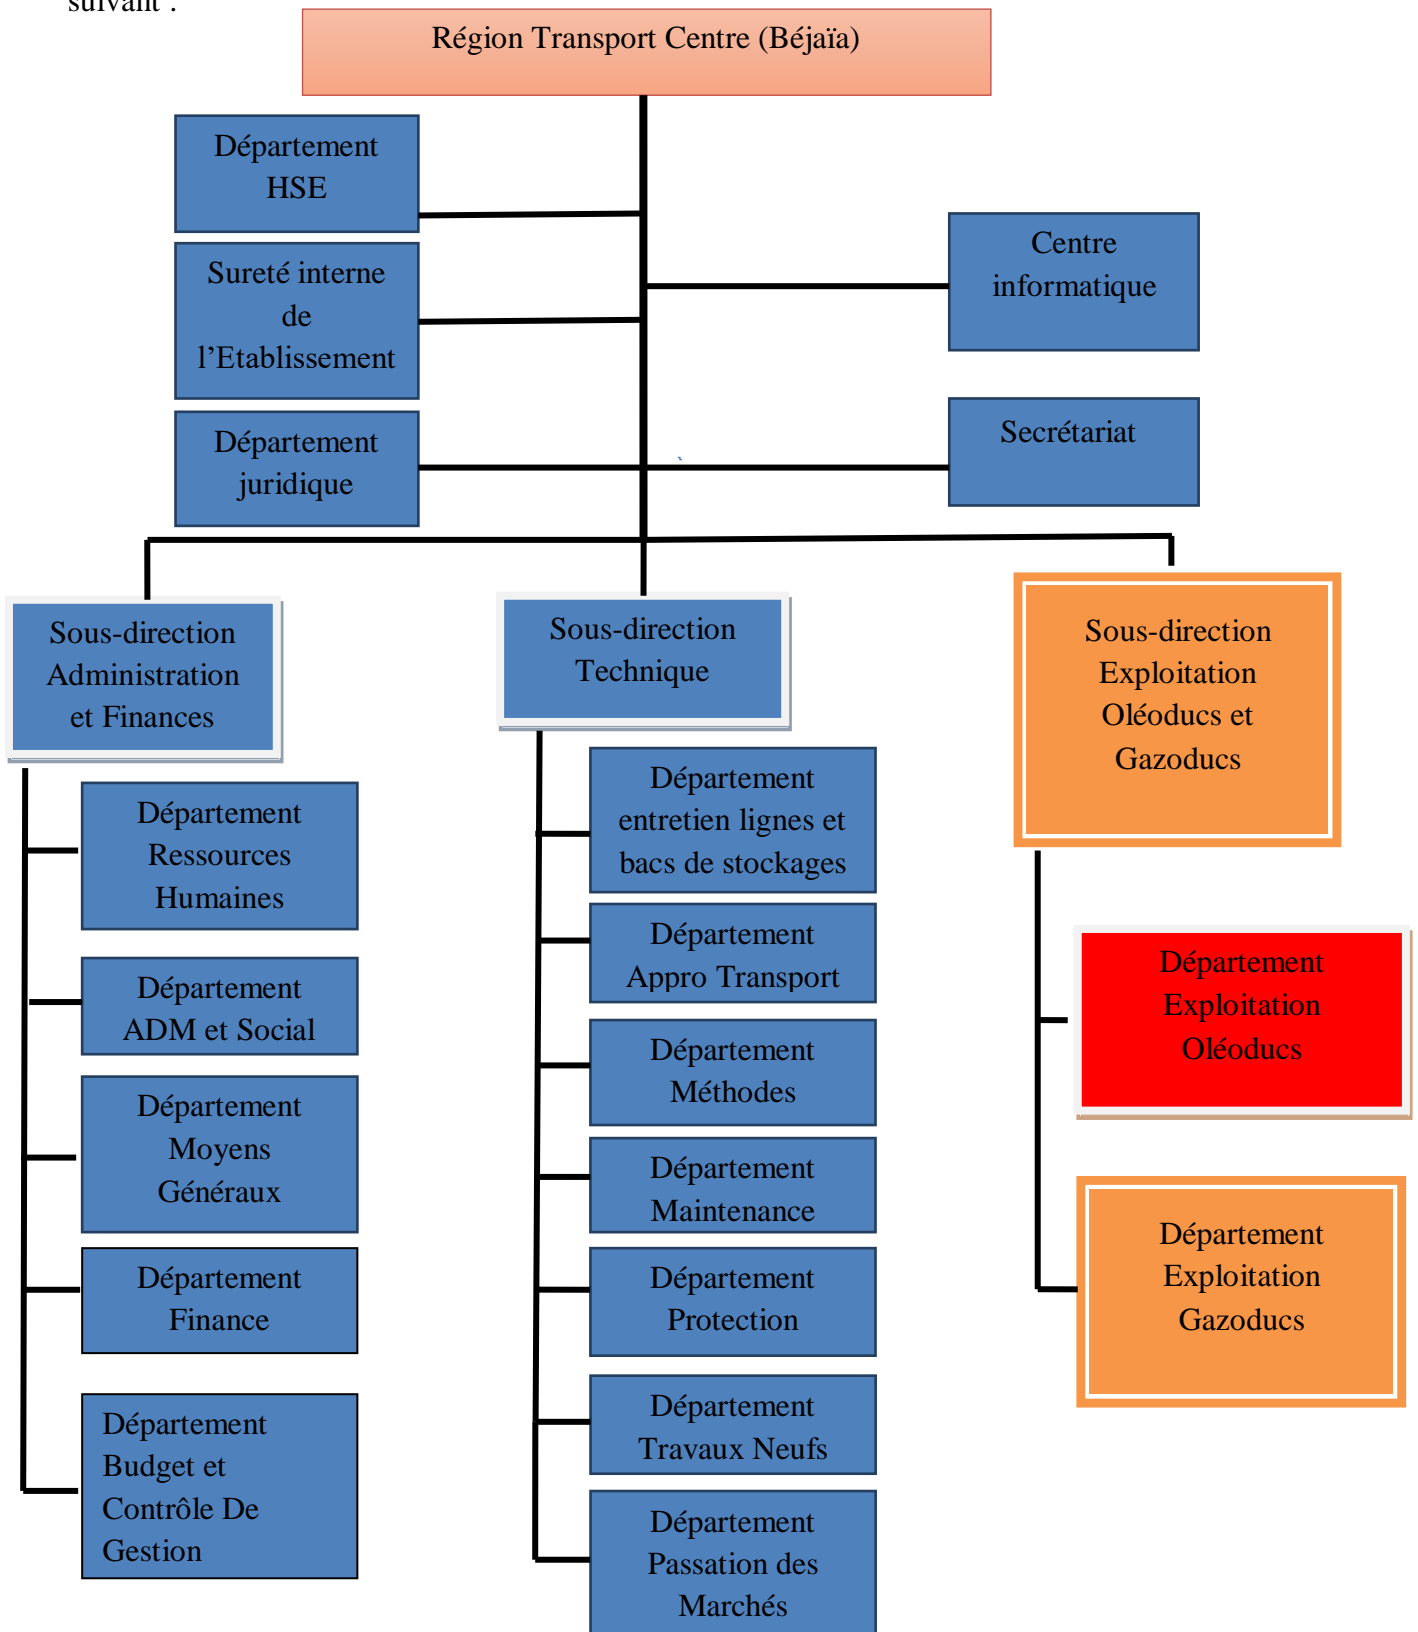 suivant :
Région Transport Centre (Béjaïa)
Département
HSE
Sureté interne
de
l’Etablissement
Département
juridique
Centre
informatique
Secrétariat
Sous-direction
Administration
et Finances
Département
Ressources
Humaines
Département
ADM et Social
Département
Moyens
Généraux
Département
Finance
Département
Budget et
Contrôle De
Gestion
Sous-direction
Technique
Département
entretien lignes et
bacs de stockages
Département
Appro Transport
Département
Méthodes
Département
Maintenance
Département
Protection
Département
Travaux Neufs
Département
Passation des
Marchés
Sous-direction
Exploitation
Oléoducs et
Gazoducs
Département
Exploitation
Oléoducs
Département
Exploitation
Gazoducs